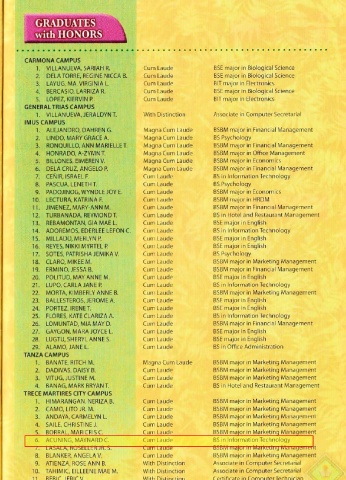 GRADUATES
with HONORS
CARMONA CAMPUS
1. VILLANUEVA, SARIAH R. Cum Laude BSE major in Biological Science
2. DELA TORRE, REGINE NICCA B. Cum Laude BSE major in Biological Science
3. LAYUG, MA. VIRGINIA L. Cum Laude BIT major in Electronics
4. BERCASIO, LARRIZA R. Cum Laude BSE major in Biological Science
5. LOPEZ, KIERVIN P. Cum Laude BIT major in Electronics
GENERAL TRIAS CAMPUS
1. VILLANUEVA, JERALDYN T. With Distinction Associate in Computer Secretarial
IMUS CAMPUS
1. ALEJANDRO, DAHREN G. Magna Cum Laude BSBM major in Financial Management
2. LINDO, MARY GRACE A. Magna Cum Laude BS Psychology
3. RONQUILLO, ANN MARIELLE T. Magna Cum Laude BSBM major in Financial Management
4. HONRADO, A-ZYAN T. Magna Cum Laude BSBM major in Office Management
5. BILLONES, EIMEREN V. Magna Cum Laude BSBM major in Economics
6. DELA CRUZ, ANGELO P. Magna Cum Laude BSBM major in Financial Management
7. CENIR, ISRAEL F. Cum Laude BS in Information Technology
8. PASCUA, LENETH T. Cum Laude BS Psychology
9. WYNDLE JOY E. Cum Laude BSBM major in Economics
10. LECTURA, KATRINA F. Cum Laude BSBM major in HRDM
11. JIMENEZ, MARY-ANN M. Cum Laude BSBM major in Marketing Management
12. TURBANADA, REYMOND T. Cum Laude BS in Hotel and Restaurant Management
13. REBAMONTAN, GIA MAE L. Cum Laude BSE major in English
14. ADOREMOS, EDERLEE LEFON C. Cum Laude BS in Information Technology
15. MILLADO, MERLYN P. Cum Laude BSE major in English
16. REYES, NIKKI MYRTEL P. Cum Laude BSE major in English
17. SOTES, PATRISHA JEMIKA V. Cum Laude BS Psychology
18. CLARO, MIKEE M. Cum Laude BSBM major in Marketing Management
19. ERMINO, JESSA B. Cum Laude BSBM major in Financial Management
20. POLITUD, MAY ANNE M. Cum Laude BSE major in English
21. LUPO, CARLA JANE P. Cum Laude BS in Information Technology
22. MORTA, KIMBERLY ANNE B. Cum Laude BSBM major in Marketing Management
23. BALLESTEROS, JEROME A. Cum Laude BSE major in English
24. PORTEZ, IRENE T. Cum Laude BSE major in English
25. FLORES, KATE CLARIZA A. Cum Laude BS in Information Technology
26. LOMUNTAD, MIA MAY D. Cum Laude BSBM major in Financial Management
27. GAYGON, MARA JOYCE L. Cum Laude BSE major in English
28. LUGTU, SHERYL ANNE S. Cum Laude BSE major in English
29. ALAMO, JANE L. Cum Laude BS in Office Administration
TANZA CAMPUS
1. BANATE, RITCH M. Magna Cum Laude BSBM major in Marketing Management
2. DADIVAS, DAISY B. Cum Laude BSBM major in Marketing Management
3. VITUG, JUSTINE M. Cum Laude BSBM major in Marketing Management
4. BANAG, MARK BRYAN T. Cum Laude BS in Hotel and Restaurant Management
TRECE MARTIRES CITY CAMPUS
1. HIMARANGAN, NERIZA B. Cum Laude BSBM major in Marketing Management
2. CAMO, LITO JR. M. Cum Laude BSBM major in Marketing Management
3. ANDAYA, CARMELYN L. Cum Laude BSBM major in Marketing Management
4. SAILE, CHRISTINE J. Cum Laude BSBM major in Marketing Management
5. BORRAL, MARCRIS C. Cum Laude BSBM major in Marketing Management
6. ACUNING, MAYNARD C. Cum Laude BS in Information Technology
7. LASALA, ROSIELYN JR. S. Cum Laude BSBM major in Marketing Management
8. BLANKER, ANGELA V. Cum Laude BSBM major in Marketing Management
9. ATIENZA, ROSE ANN B. With Distinction Associate in Computer Secretarial
10. TAHIMIC, EILLEENE MAE M. With Distinction Associate in Computer Secretarial
11. With Distinction Certificate in Computer Technician